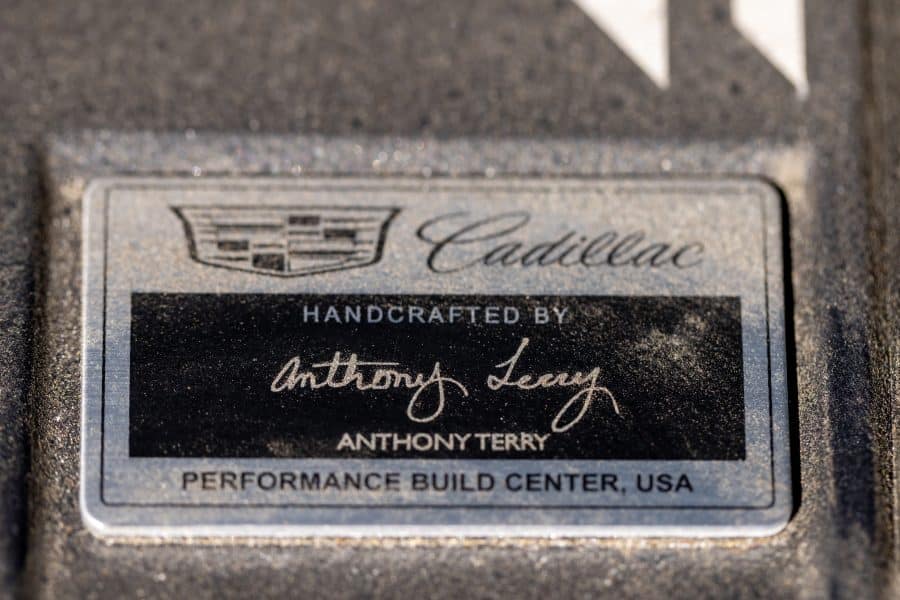 Cadillac
HANDCRAFTED BY
Anthony Terry
ANTHONY TERRY
PERFORMANCE BUILD CENTER, USA